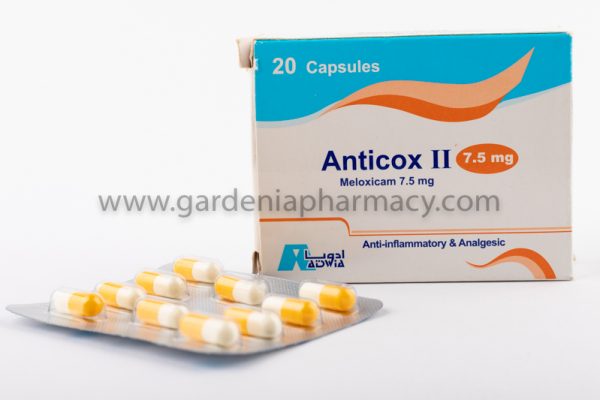 20 Capsules
Anticox II 7.5 mg
Meloxicam 7.5 mg
www.gardeniapharmacy.com
Anti-inflammatory & Analgesic
ادويا
ADWIA